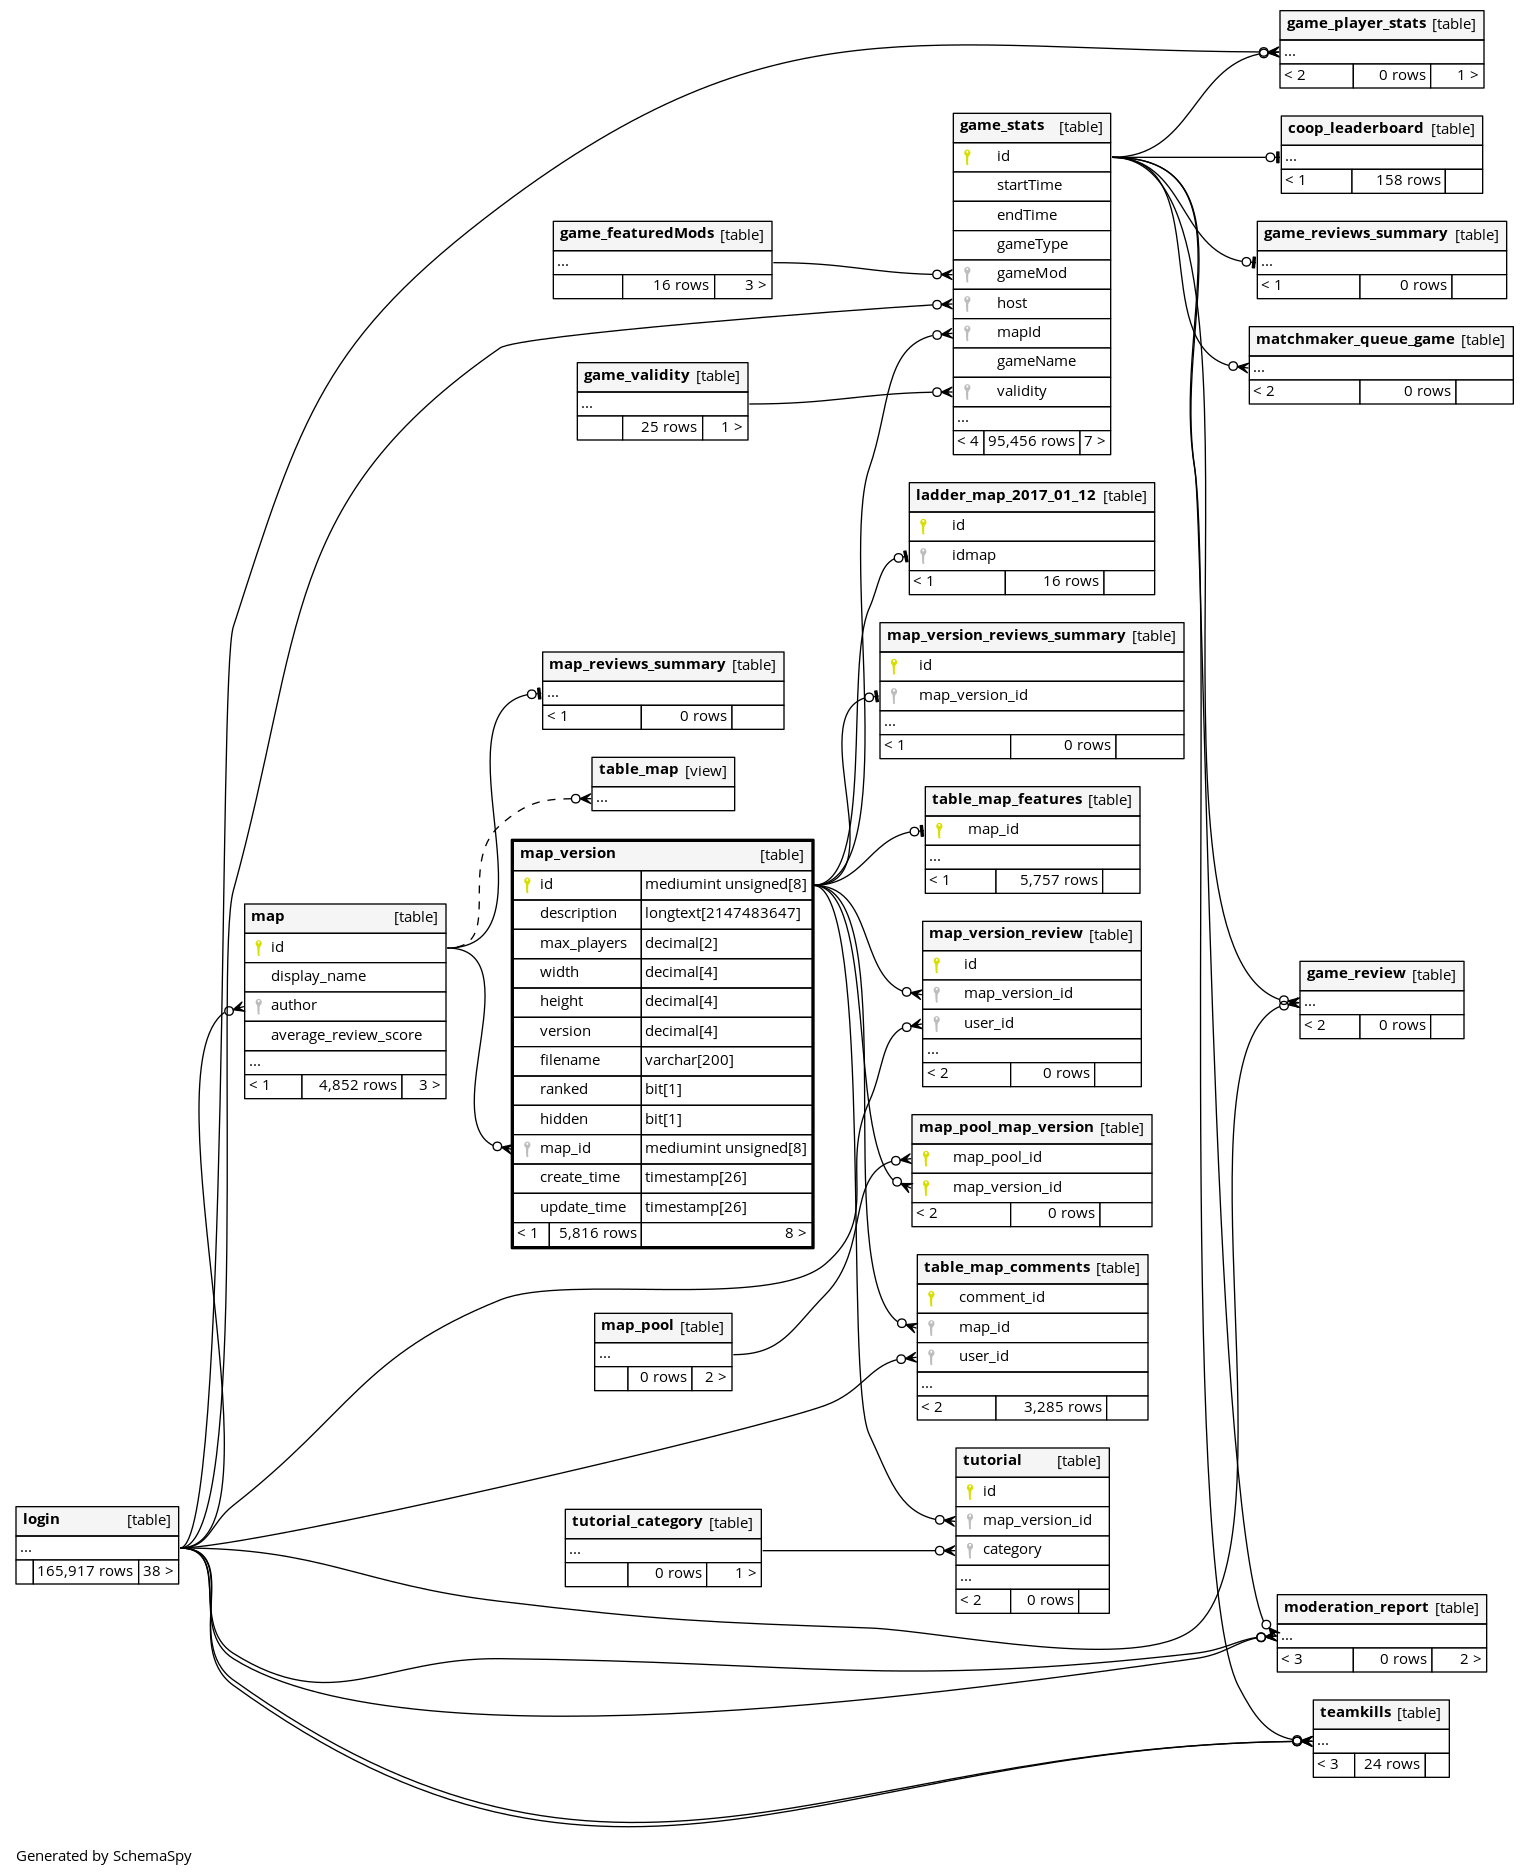 game_player_stats [table]
...
< 2 0 rows 1 >
game_stats [table]
id
startTime
endTime
gameType
gameMod
host
mapId
gameName
validity
...
< 4 95,456 rows 7 >
coop_leaderboard [table]
...
< 1 158 rows
game_featuredMods [table]
...
16 rows 3 >
game_reviews_summary [table]
...
< 1 0 rows
matchmaker_queue_game [table]
...
< 2 0 rows
game_validity [table]
...
25 rows 1 >
ladder_map_2017_01_12 [table]
id
idmap
< 1 16 rows
map_version_reviews_summary [table]
id
map_version_id
...
< 1 0 rows
map_reviews_summary [table]
...
< 1 0 rows
table_map [view]
...
table_map_features [table]
map_id
...
< 1 5,757 rows
map_version [table]
id mediumint unsigned[8]
description longtext[2147483647]
max_players decimal[2]
width decimal[4]
height decimal[4]
version decimal[4]
filename varchar[200]
ranked bit[1]
hidden bit[1]
map_id mediumint unsigned[8]
create_time timestamp[26]
update_time timestamp[26]
< 1 5,816 rows 8 >
map [table]
id
display_name
author
average_review_score
...
< 1 4,852 rows 3 >
map_version_review [table]
id
map_version_id
user_id
...
< 2 0 rows
game_review [table]
...
< 2 0 rows
map_pool_map_version [table]
map_pool_id
map_version_id
< 2 0 rows
table_map_comments [table]
comment_id
map_id
user_id
...
< 2 3,285 rows
map_pool [table]
...
0 rows 2 >
tutorial [table]
id
map_version_id
category
...
< 2 0 rows
login [table]
...
165,917 rows 38 >
tutorial_category [table]
...
0 rows 1 >
moderation_report [table]
...
< 3 0 rows 2 >
teamkills [table]
...
< 3 24 rows
Generated by SchemaSpy